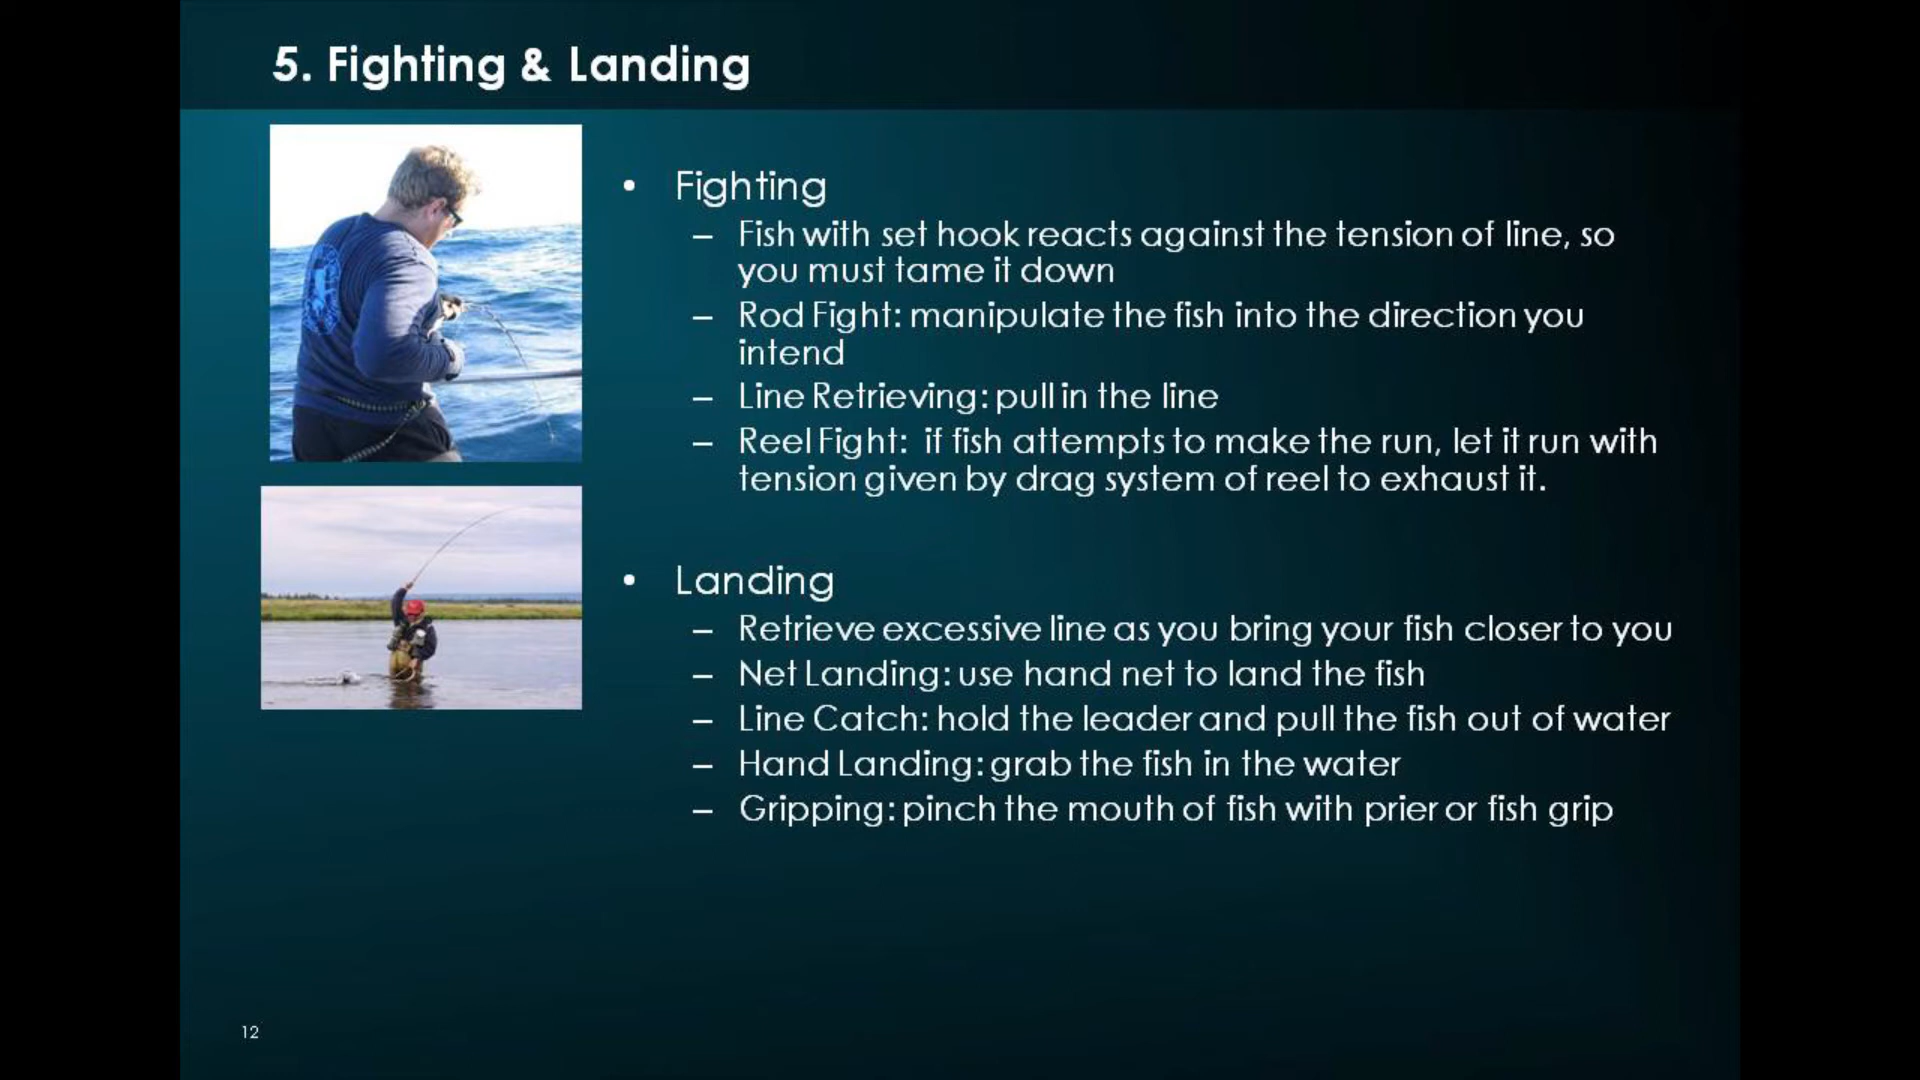 5. Fighting & Landing
• Fighting
– Fish with set hook reacts against the tension of line, so
you must tame it down
– Rod Fight: manipulate the fish into the direction you
intend
– Line Retrieving: pull in the line
– Reel Fight: if fish attempts to make the run, let it run with
tension given by drag system of reel to exhaust it.
• Landing
– Retrieve excessive line as you bring your fish closer to you
– Net Landing: use hand net to land the fish
– Line Catch: hold the leader and pull the fish out of water
– Hand Landing: grab the fish in the water
– Gripping: pinch the mouth of fish with prier or fish grip
12